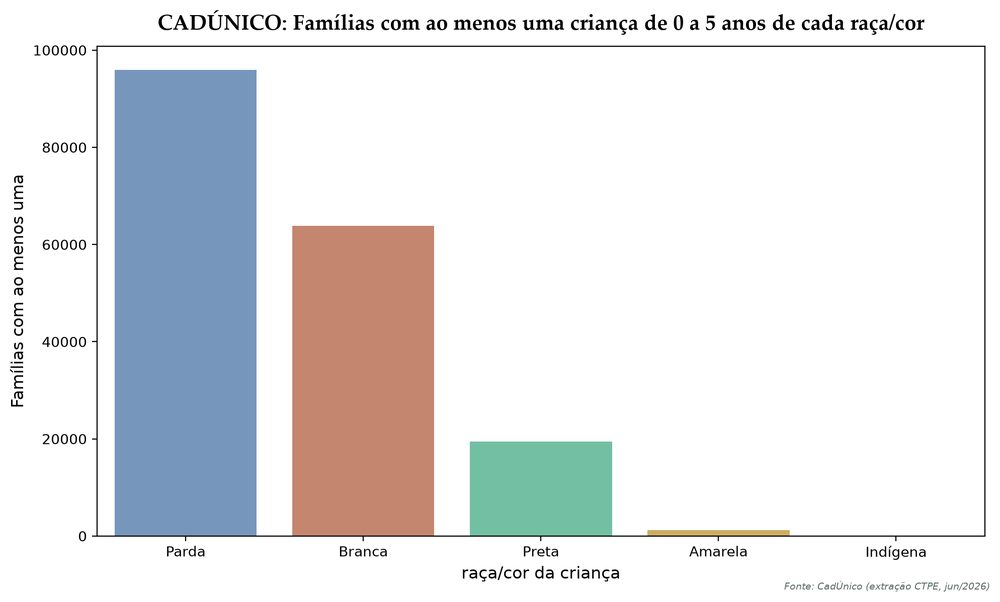 CADÚNICO: Famílias com ao menos uma criança de 0 a 5 anos de cada raça/cor
Famílias com ao menos uma
100000
80000
60000
40000
20000
0
Parda
Branca
Preta
Amarela
Indígena
raça/cor da criança
Fonte: CadÚnico (extração CTPE, jun/2026)